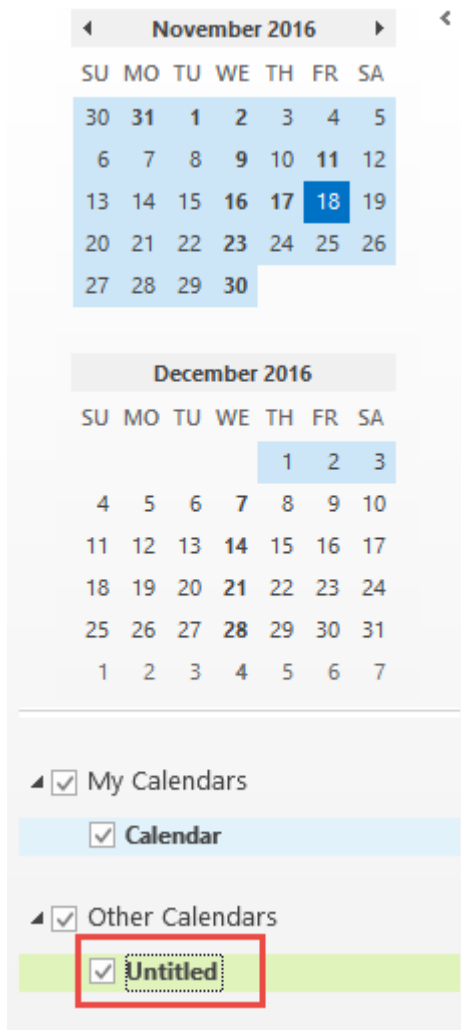 November 2016
SU MO TU WE TH FR SA
30 31 1 2 3 4 5
6 7 8 9 10 11 12
13 14 15 16 17 18 19
20 21 22 23 24 25 26
27 28 29 30
December 2016
SU MO TU WE TH FR SA
1 2 3
4 5 6 7 8 9 10
11 12 13 14 15 16 17
18 19 20 21 22 23 24
25 26 27 28 29 30 31
1 2 3 4 5 6 7
My Calendars
Calendar
Other Calendars
Untitled